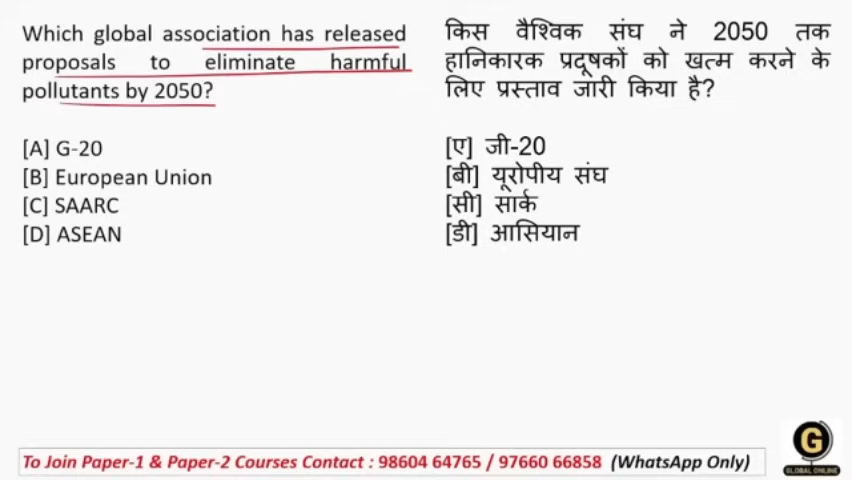 Which global association has released
proposals to eliminate harmful
pollutants by 2050?
[A] G-20
[B] European Union
[C] SAARC
[D] ASEAN
किस वैश्विक संघ ने 2050 तक
हानिकारक प्रदूषकों को खत्म करने के
लिए प्रस्ताव जारी किया है?
[ए] जी-20
[बी] यूरोपीय संघ
[सी] सार्क
[डी] आसियान
G
GLOBAL ONLINE
To Join Paper-1 & Paper-2 Courses Contact : 98604 64765 / 97660 66858 (WhatsApp Only)